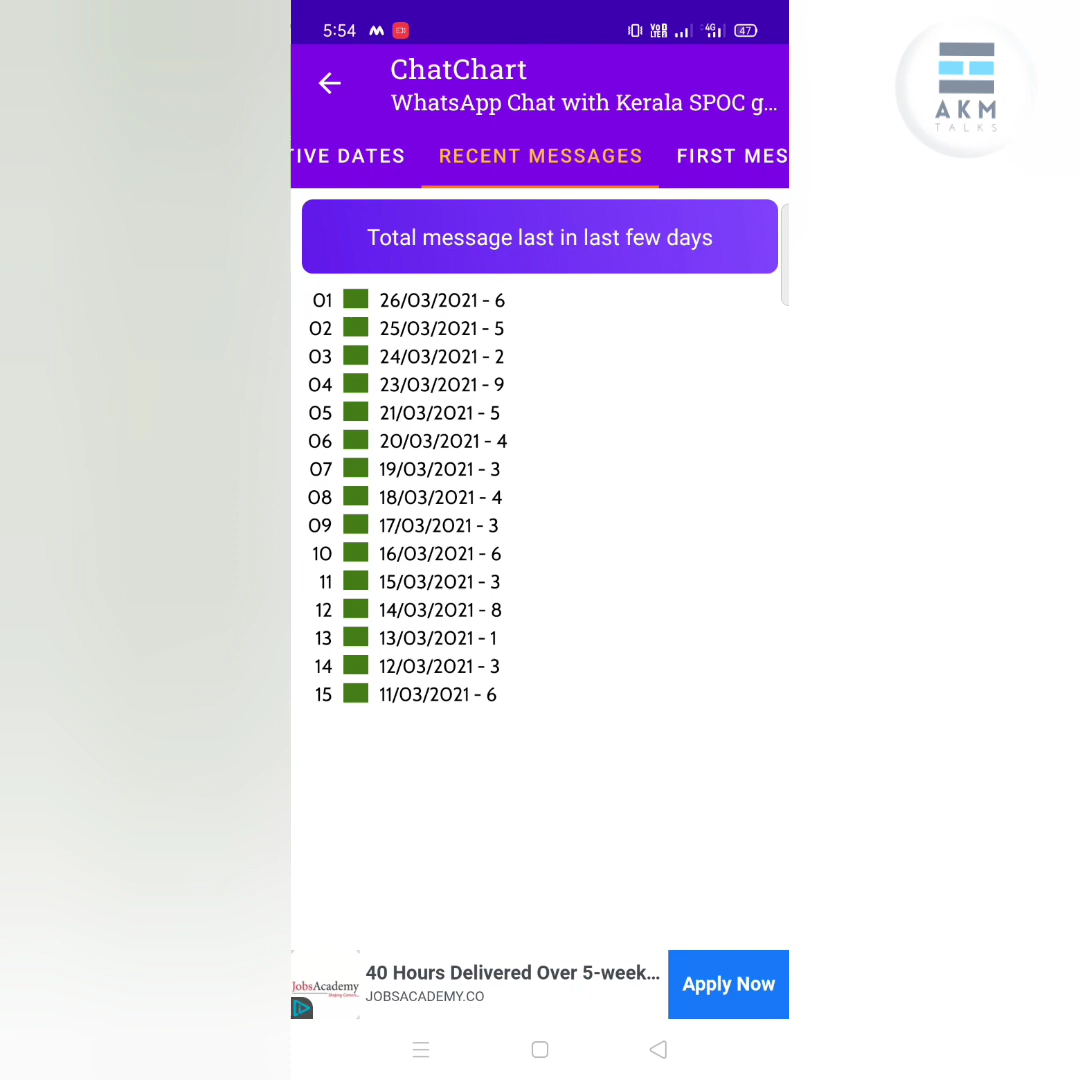 5:54
VoD LTE R 4G 47
ChatChart
WhatsApp Chat with Kerala SPOC g...
TIVE DATES RECENT MESSAGES FIRST MES
Total message last in last few days
01 26/03/2021 - 6
02 25/03/2021 - 5
03 24/03/2021 - 2
04 23/03/2021 - 9
05 21/03/2021 - 5
06 20/03/2021 - 4
07 19/03/2021 - 3
08 18/03/2021 - 4
09 17/03/2021 - 3
10 16/03/2021 - 6
11 15/03/2021 - 3
12 14/03/2021 - 8
13 13/03/2021 - 1
14 12/03/2021 - 3
15 11/03/2021 - 6
JobsAcademy
40 Hours Delivered Over 5-week...
JOBSACADEMY.CO
Apply Now
AKM
TALKS